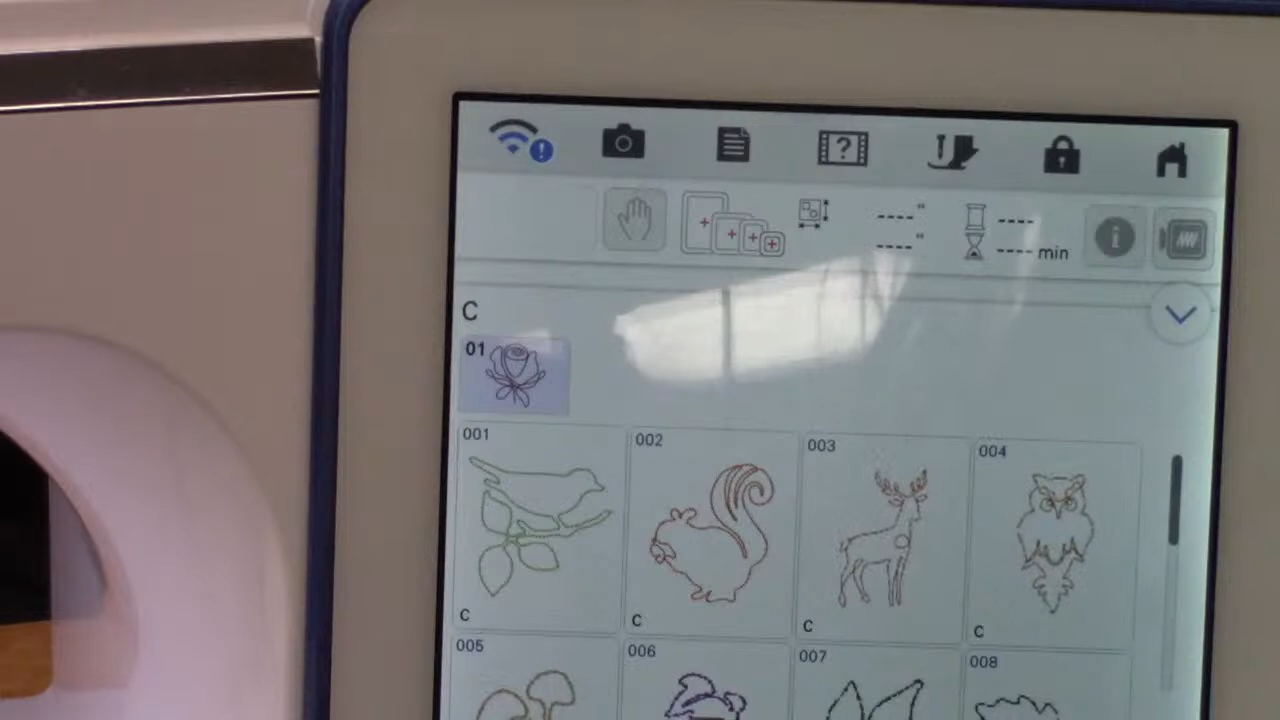 ----"
----"
----
---- min
C
01
001 002 003 004
C C C C
005 006 007 008